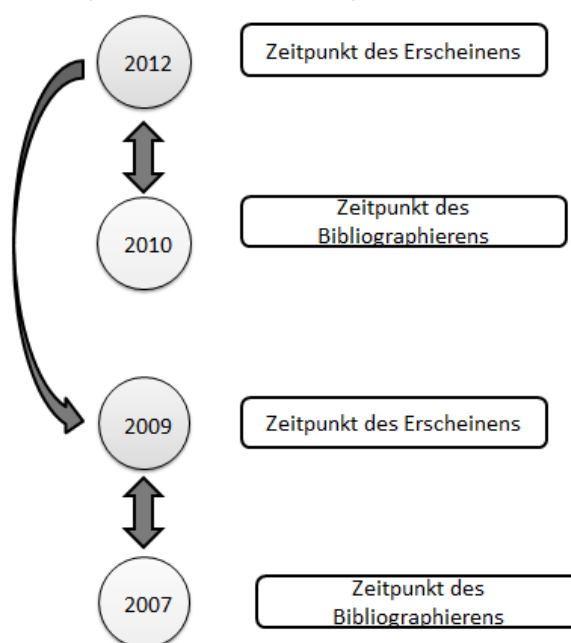 2012
Zeitpunkt des Erscheinens
2010
Zeitpunkt des
Bibliographierens
2009
Zeitpunkt des Erscheinens
2007
Zeitpunkt des
Bibliographierens